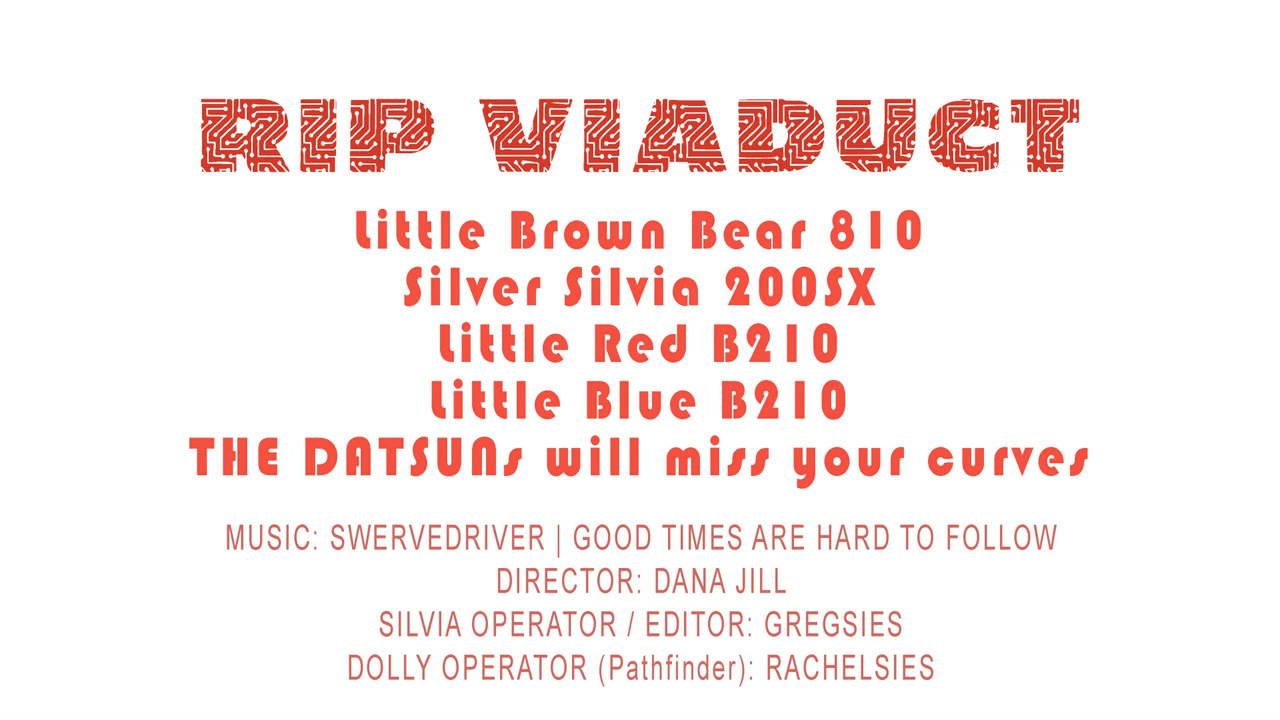 RIP VIADUCT
Little Brown Bear 810
Silver Silvia 200SX
Little Red B210
Little Blue B210
THE DATSUNs will miss your curves
MUSIC: SWERVEDRIVER | GOOD TIMES ARE HARD TO FOLLOW
DIRECTOR: DANA JILL
SILVIA OPERATOR / EDITOR: GREGSIES
DOLLY OPERATOR (Pathfinder): RACHELSIES